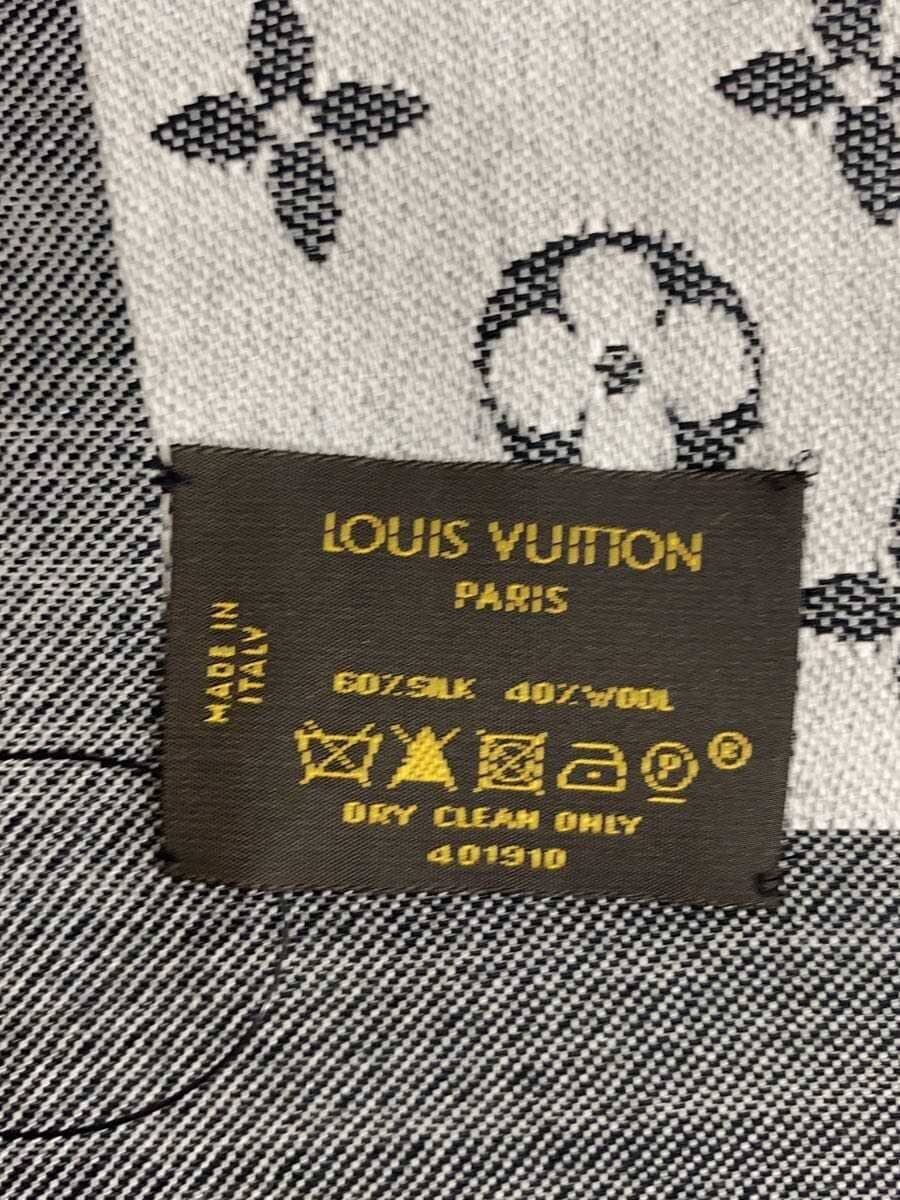 LOUIS VUITTON
PARIS
MADE IN
ITALY
60%SILK 40%WOOL
P ®
DRY CLEAN ONLY
401910